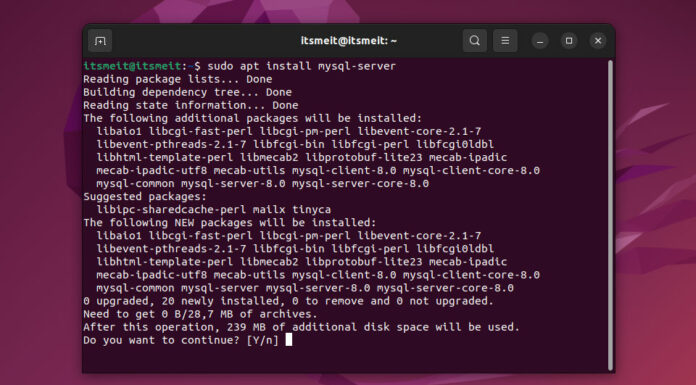 itsmeit@itsmeit: ~
itsmeit@itsmeit:~$ sudo apt install mysql-server
Reading package lists... Done
Building dependency tree... Done
Reading state information... Done
The following additional packages will be installed:
libaio1 libcgi-fast-perl libcgi-pm-perl libevent-core-2.1-7
libevent-pthreads-2.1-7 libfcgi-bin libfcgi-perl libfcgi0ldbl
libhtml-template-perl libmecab2 libprotobuf-lite23 mecab-ipadic
mecab-ipadic-utf8 mecab-utils mysql-client-8.0 mysql-client-core-8.0
mysql-common mysql-server-8.0 mysql-server-core-8.0
Suggested packages:
libipc-sharedcache-perl mailx tinyca
The following NEW packages will be installed:
libaio1 libcgi-fast-perl libcgi-pm-perl libevent-core-2.1-7
libevent-pthreads-2.1-7 libfcgi-bin libfcgi-perl libfcgi0ldbl
libhtml-template-perl libmecab2 libprotobuf-lite23 mecab-ipadic
mecab-ipadic-utf8 mecab-utils mysql-client-8.0 mysql-client-core-8.0
mysql-common mysql-server mysql-server-8.0 mysql-server-core-8.0
0 upgraded, 20 newly installed, 0 to remove and 0 not upgraded.
Need to get 0 B/28,7 MB of archives.
After this operation, 239 MB of additional disk space will be used.
Do you want to continue? [Y/n]